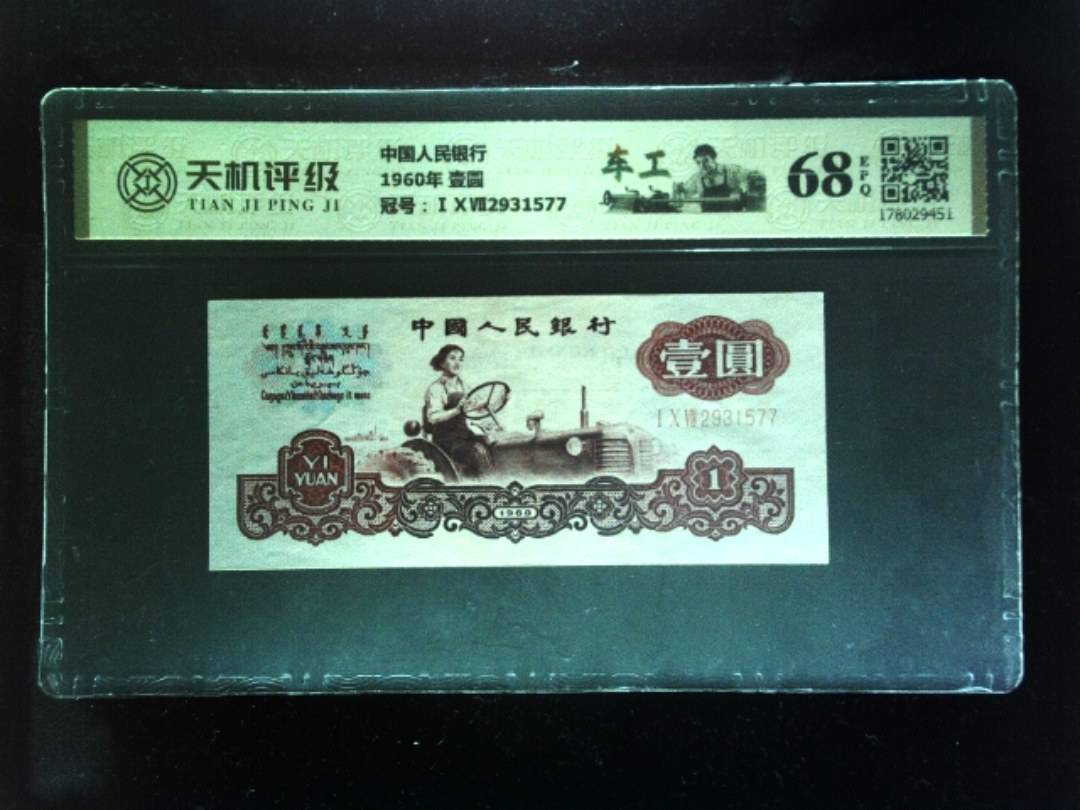 天机评级
TIAN JI PING JI
中国人民银行
1960年 壹圆
冠号：ⅠⅩⅦ2931577
车工
68
EPQ
178029451
中國人民銀行
壹圓
ⅠⅩⅦ2931577
YI
YUAN
1960
1